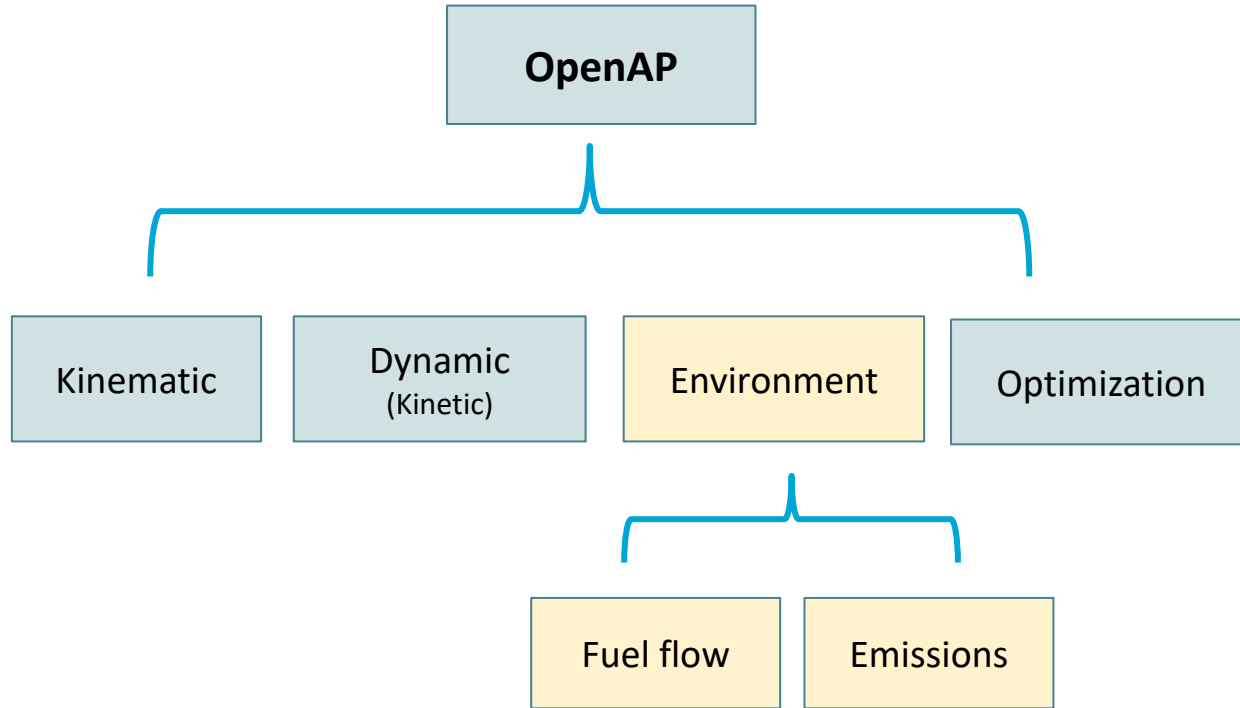 OpenAP
Kinematic
Dynamic
(Kinetic)
Environment
Optimization
Fuel flow
Emissions